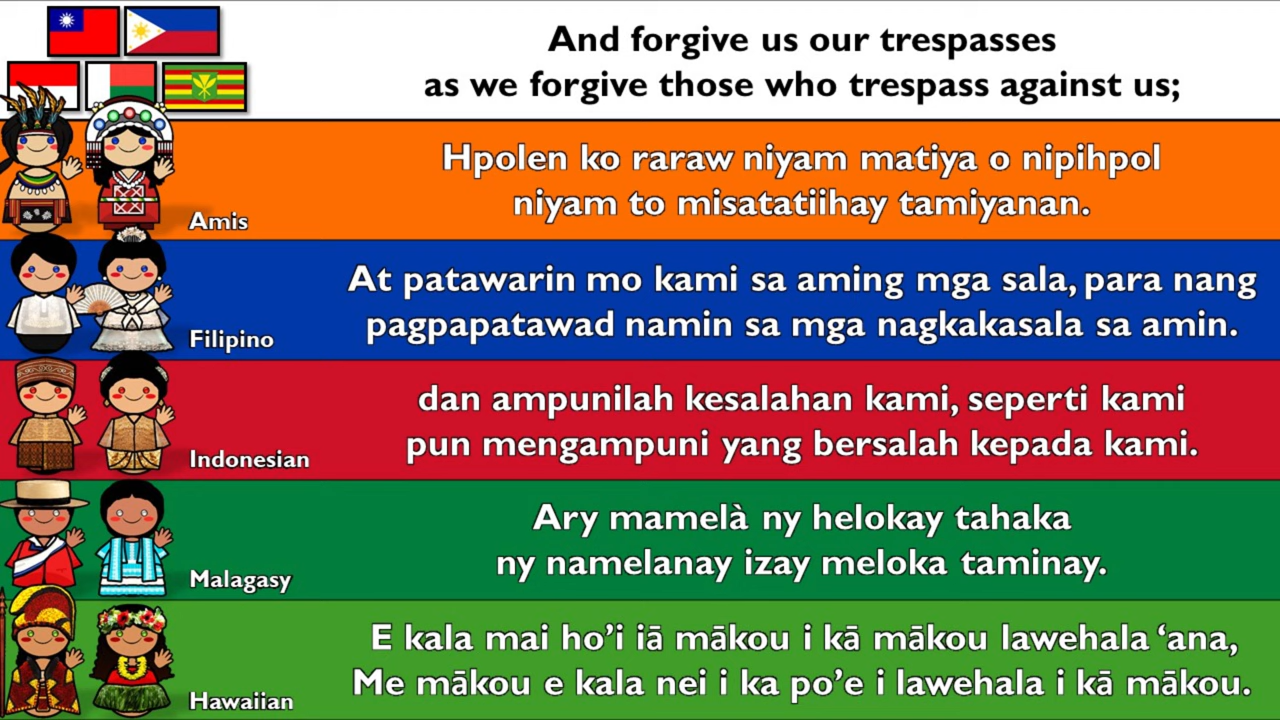 And forgive us our trespasses
as we forgive those who trespass against us;
Hpolen ko raraw niyam matiya o nipihpol
niyam to misatatiihay tamiyanan.
Amis
At patawarin mo kami sa aming mga sala, para nang
pagpapatawad namin sa mga nagkakasala sa amin.
Filipino
dan ampunilah kesalahan kami, seperti kami
pun mengampuni yang bersalah kepada kami.
Indonesian
Ary mamelà ny helokay tahaka
ny namelanay izay meloka taminay.
Malagasy
E kala mai ho’i iā mākou i kā mākou lawehala ‘ana,
Me mākou e kala nei i ka po’e i lawehala i kā mākou.
Hawaiian